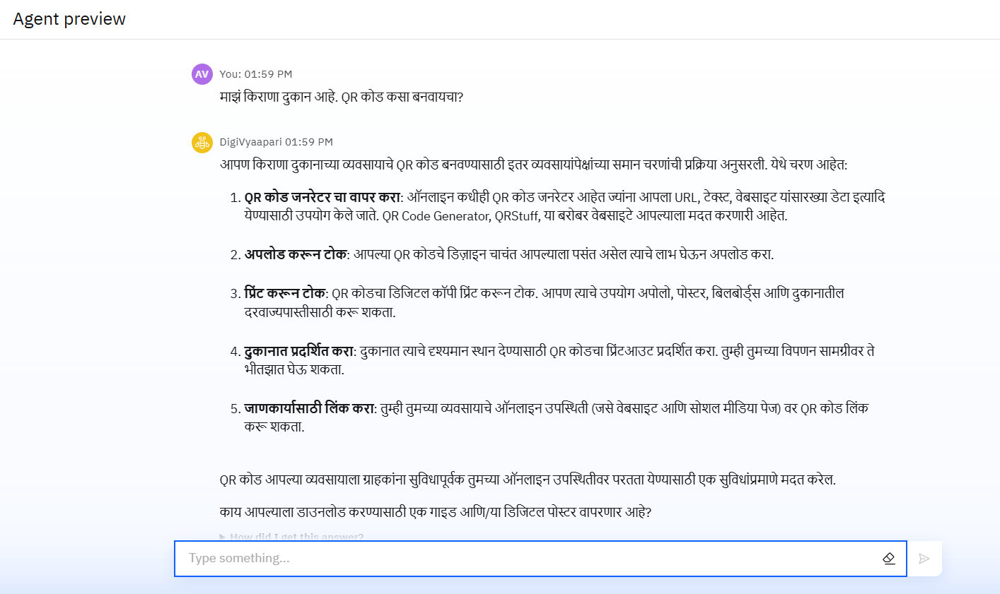 Agent preview
AV
You: 01:59 PM
माझं किराणा दुकान आहे. QR कोड कसा बनवायचा?
DigiVyaapari 01:59 PM
आपण किराणा दुकानाच्या व्यवसायाचे QR कोड बनवण्यासाठी इतर व्यवसायांपेक्षांच्या समान चरणांची प्रक्रिया अनुसरली. येथे चरण आहेत:
1. QR कोड जनरेटर चा वापर करा: ऑनलाइन कधीही QR कोड जनरेटर आहेत ज्यांना आपला URL, टेक्स्ट, वेबसाइट यांसारख्या डेटा इत्यादि
येण्यासाठी उपयोग केले जाते. QR Code Generator, QRStuff, या बरोबर वेबसाइटे आपल्याला मदत करणारी आहेत.
2. अपलोड करून टोक: आपल्या QR कोडचे डिज़ाइन चाचंत आपल्याला पसंत असेल त्याचे लाभ घेऊन अपलोड करा.
3. प्रिंट करून टोक: QR कोडचा डिजिटल कॉपी प्रिंट करून टोक. आपण त्याचे उपयोग अपोलो, पोस्टर, बिलबोर्ड्स आणि दुकानातील
दरवाज्यपास्तीसाठी करू शकता.
4. दुकानात प्रदर्शित करा: दुकानात त्याचे दृश्यमान स्थान देण्यासाठी QR कोडचा प्रिंटआउट प्रदर्शित करा. तुम्ही तुमच्या विपणन सामग्रीवर ते
भीतझात घेऊ शकता.
5. जाणकार्यासाठी लिंक करा: तुम्ही तुमच्या व्यवसायाचे ऑनलाइन उपस्थिती (जसे वेबसाइट आणि सोशल मीडिया पेज) वर QR कोड लिंक
करू शकता.
QR कोड आपल्या व्यवसायाला ग्राहकांना सुविधापूर्वक तुमच्या ऑनलाइन उपस्थितीवर परतता येण्यासाठी एक सुविधांप्रमाणे मदत करेल.
काय आपल्याला डाउनलोड करण्यासाठी एक गाइड आणि/या डिजिटल पोस्टर वापरणार आहे?
How did I get this answer?
Type something...